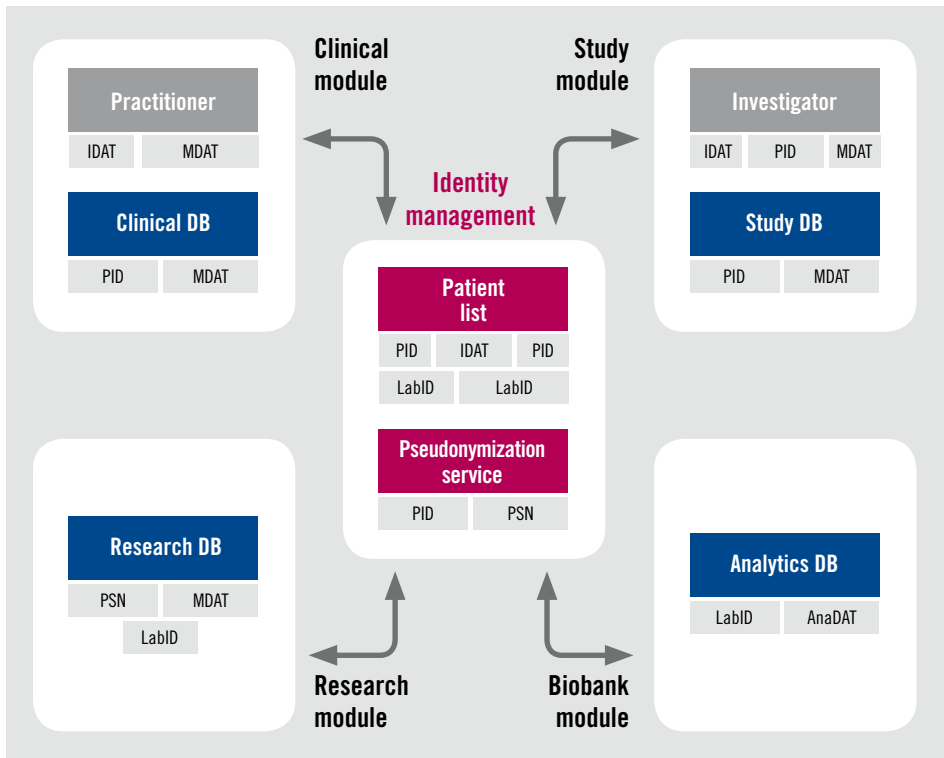 Clinical
module
Study
module
Practitioner
IDAT MDAT
Clinical DB
PID MDAT
Investigator
IDAT PID MDAT
Study DB
PID MDAT
Identity
management
Patient
list
PID IDAT PID
LabID LabID
Pseudonymization
service
PID PSN
Research DB
PSN MDAT
LabID
Analytics DB
LabID AnaDAT
Research
module
Biobank
module